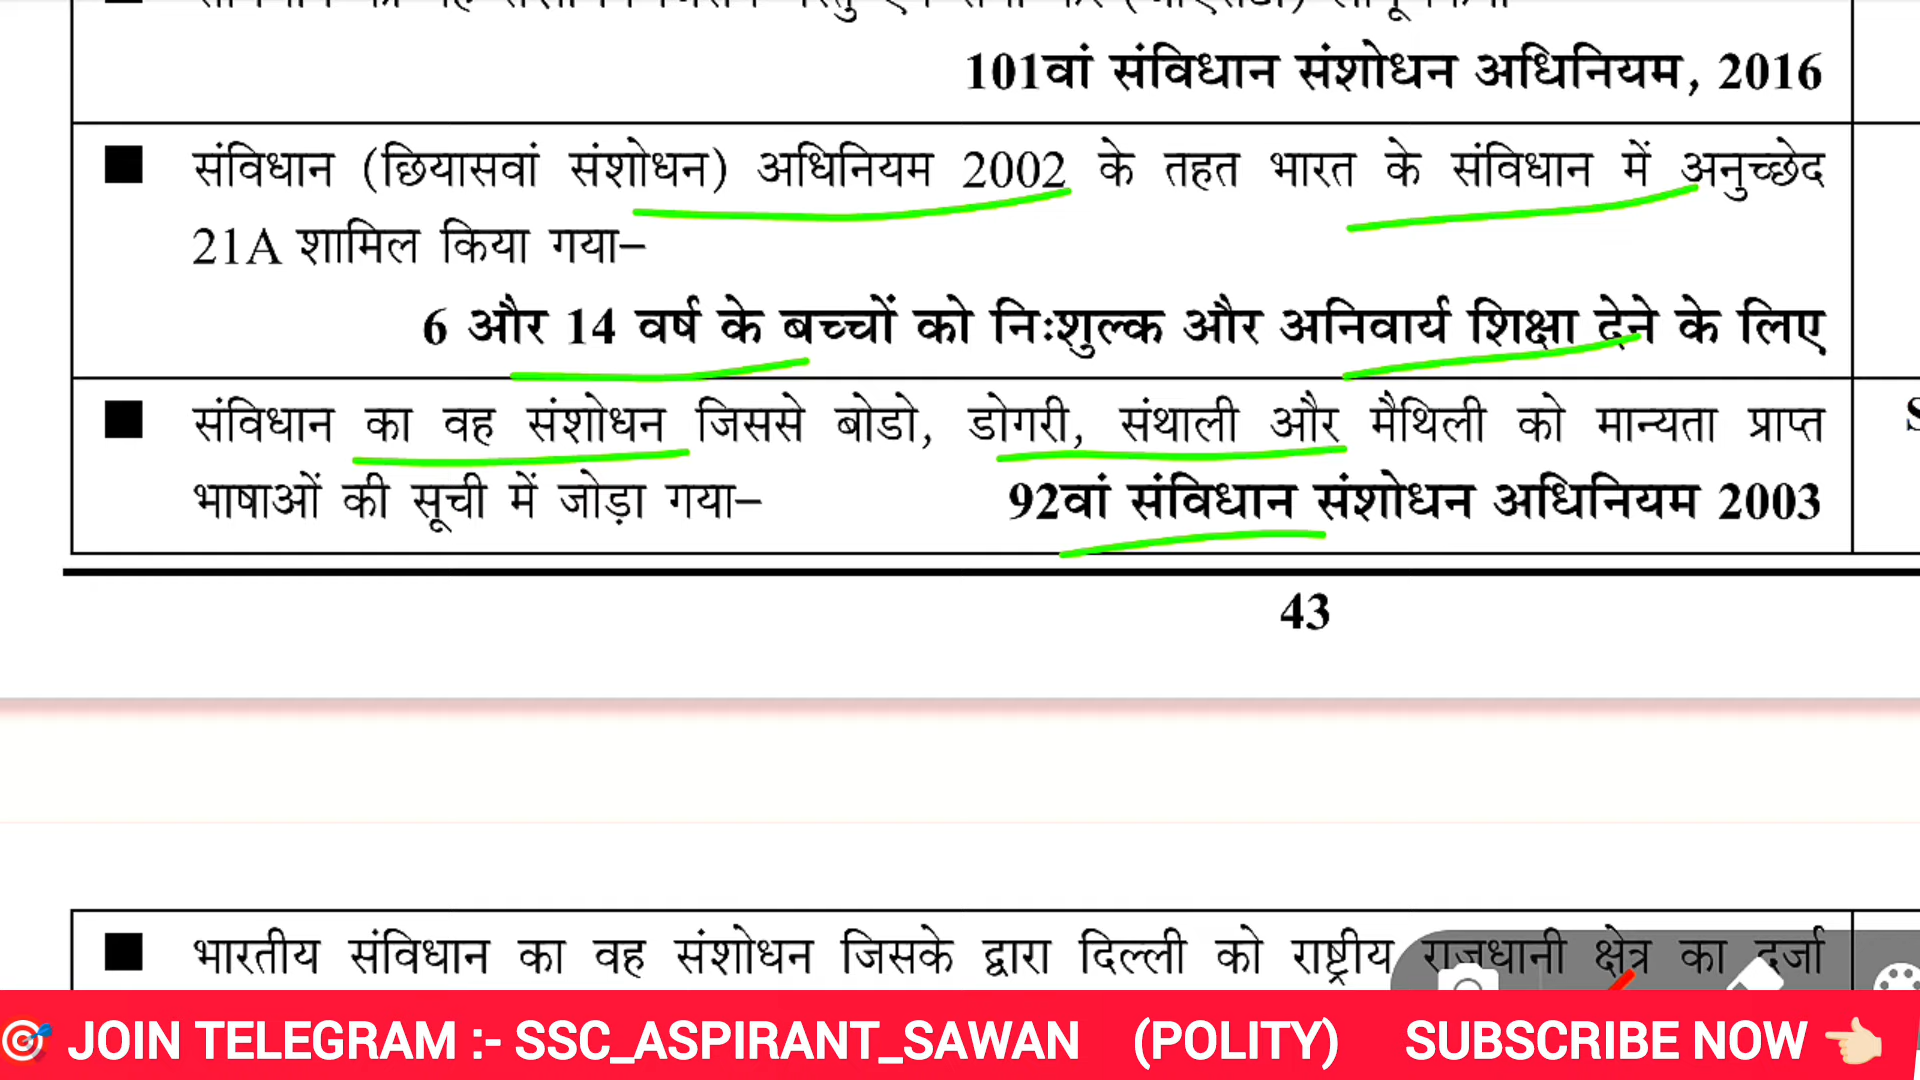 101वां संविधान संशोधन अधिनियम, 2016
■ संविधान (छियासवां संशोधन) अधिनियम 2002 के तहत भारत के संविधान में अनुच्छेद
21A शामिल किया गया–
6 और 14 वर्ष के बच्चों को निःशुल्क और अनिवार्य शिक्षा देने के लिए
■ संविधान का वह संशोधन जिससे बोडो, डोगरी, संथाली और मैथिली को मान्यता प्राप्त
भाषाओं की सूची में जोड़ा गया– 92वां संविधान संशोधन अधिनियम 2003
43
■ भारतीय संविधान का वह संशोधन जिसके द्वारा दिल्ली को राष्ट्रीय राजधानी क्षेत्र का दर्जा
JOIN TELEGRAM :- SSC_ASPIRANT_SAWAN (POLITY) SUBSCRIBE NOW